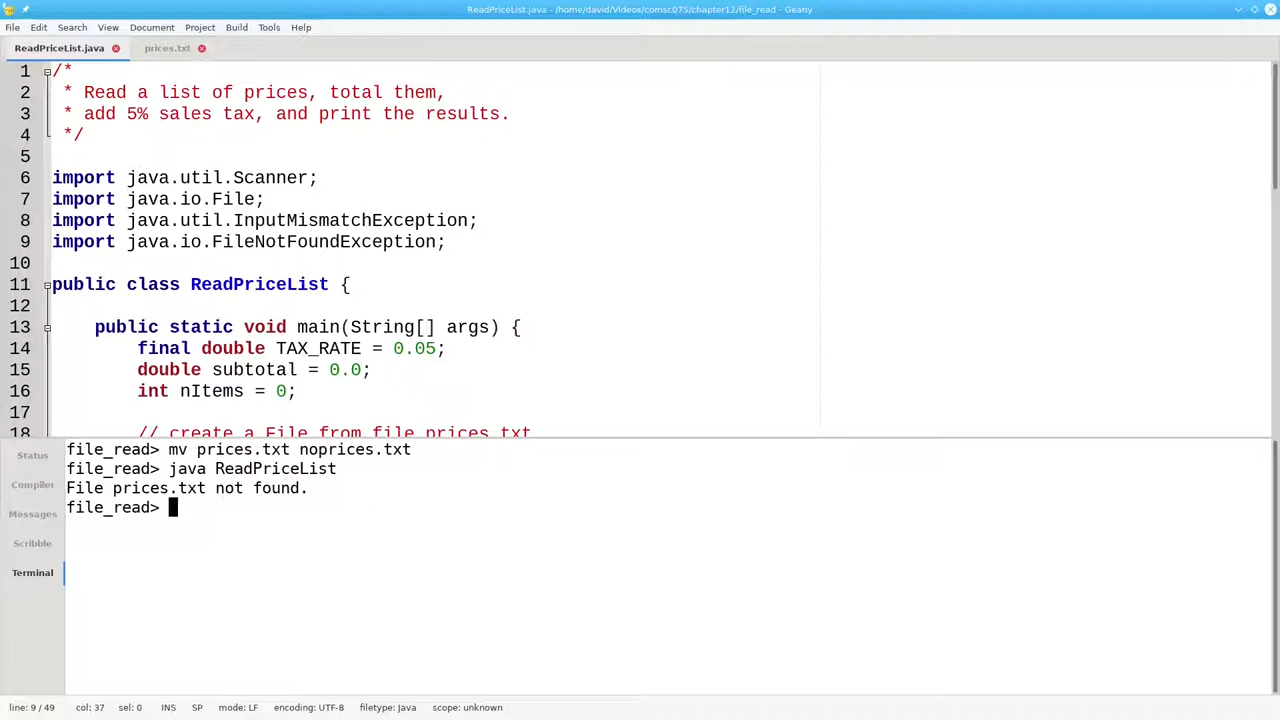 ReadPriceList.java - /home/david/Videos/comsc075/chapter12/file_read - Geany
File Edit Search View Document Project Build Tools Help
ReadPriceList.java prices.txt
1 /*
2  * Read a list of prices, total them,
3  * add 5% sales tax, and print the results.
4  */
5
6 import java.util.Scanner;
7 import java.io.File;
8 import java.util.InputMismatchException;
9 import java.io.FileNotFoundException;
10
11 public class ReadPriceList {
12
13     public static void main(String[] args) {
14         final double TAX_RATE = 0.05;
15         double subtotal = 0.0;
16         int nItems = 0;
17
18         // create a File from file prices.txt
Status
Compiler
Messages
Scribble
Terminal
file_read> mv prices.txt noprices.txt
file_read> java ReadPriceList
File prices.txt not found.
file_read>
line: 9 / 49 col: 37 sel: 0 INS SP mode: LF encoding: UTF-8 filetype: Java scope: unknown